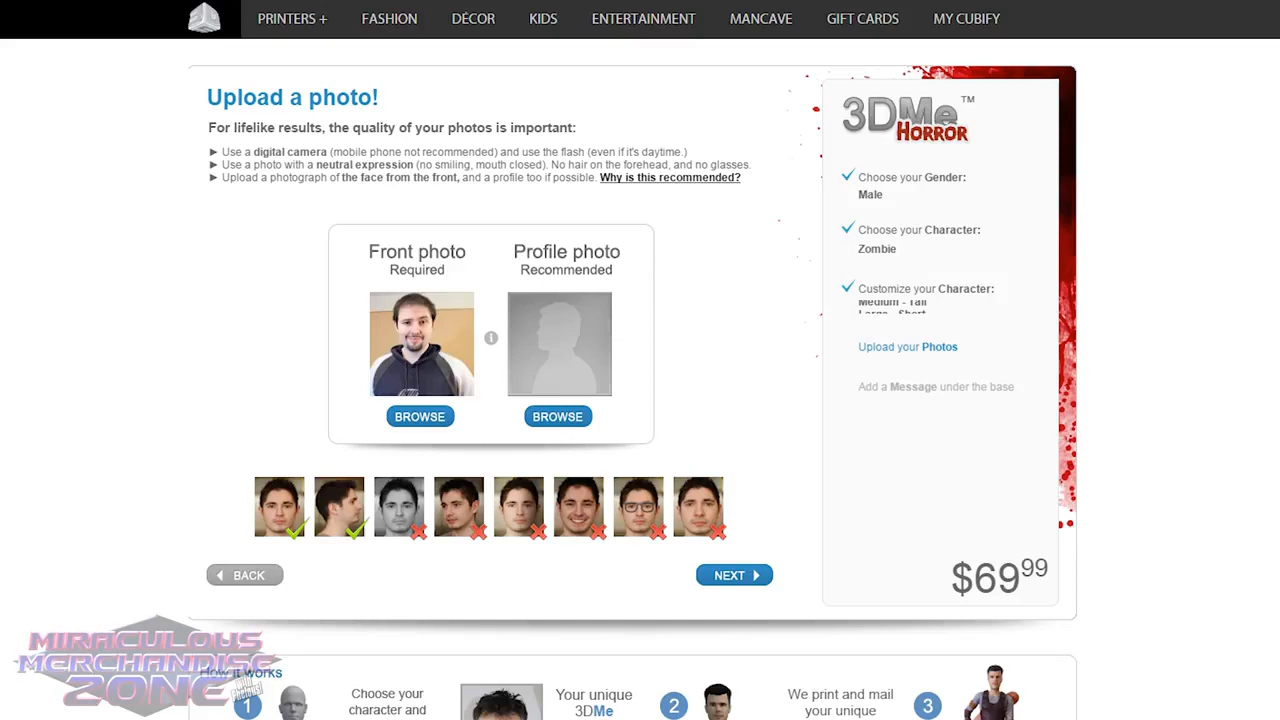 PRINTERS + FASHION DÉCOR KIDS ENTERTAINMENT MANCAVE GIFT CARDS MY CUBIFY
Upload a photo!
For lifelike results, the quality of your photos is important:
► Use a digital camera (mobile phone not recommended) and use the flash (even if it's daytime.)
► Use a photo with a neutral expression (no smiling, mouth closed). No hair on the forehead, and no glasses.
► Upload a photograph of the face from the front, and a profile too if possible. Why is this recommended?
Front photo
Required
BROWSE
Profile photo
Recommended
BROWSE
BACK
NEXT
3DMe™
HORROR
Choose your Gender:
Male
Choose your Character:
Zombie
Customize your Character:
Medium - Tall
Large - Short
Upload your Photos
Add a Message under the base
$69.99
MIRACULOUS
MERCHANDISE
ZONE
How it works
1
Choose your
character and
Your unique
3DMe
2
We print and mail
your unique
3